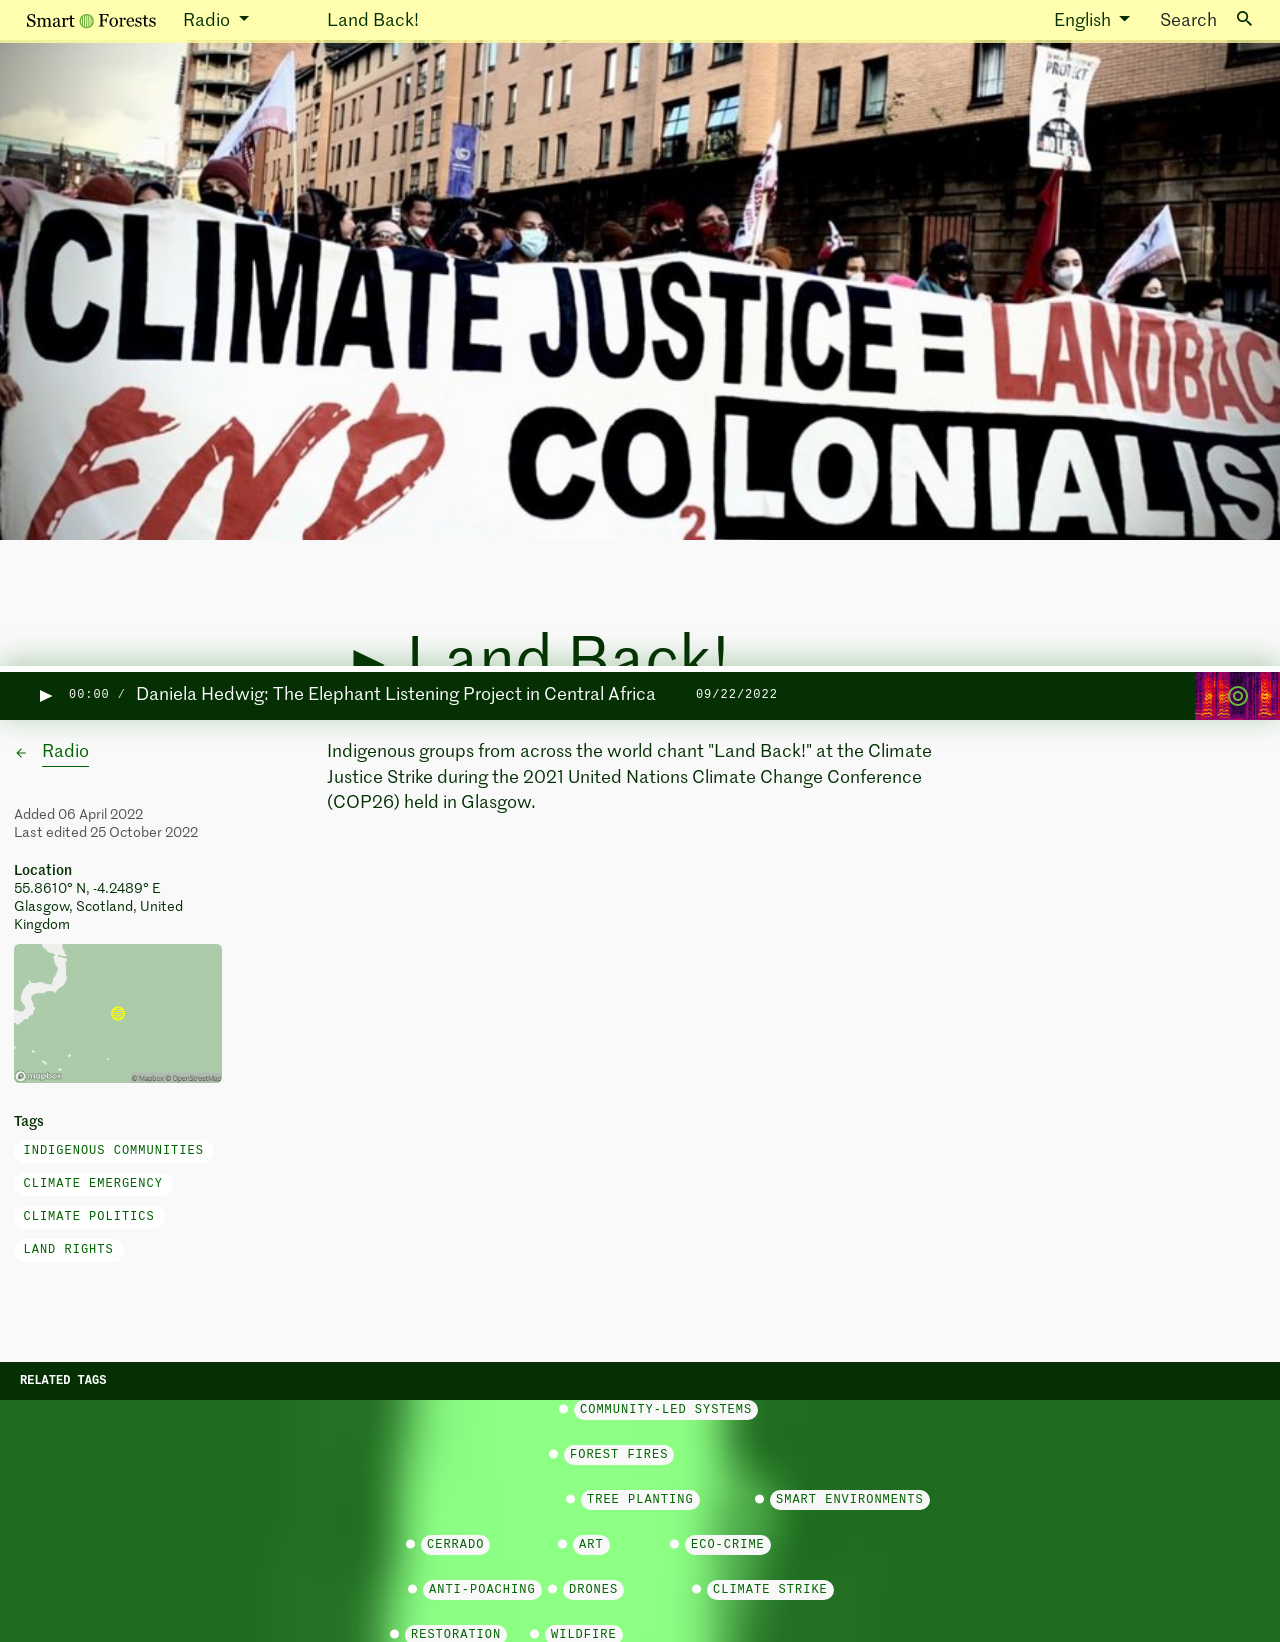 Smart Forests Radio Land Back! English Search
PROTECT
CLIMATE JUSTICE = LANDBAC
END COLONIALIS
2
▶ Land Back!
▶ 00:00 / Daniela Hedwig: The Elephant Listening Project in Central Africa 09/22/2022
← Radio
Indigenous groups from across the world chant "Land Back!" at the Climate
Justice Strike during the 2021 United Nations Climate Change Conference
(COP26) held in Glasgow.
Added 06 April 2022
Last edited 25 October 2022
Location
55.8610° N, -4.2489° E
Glasgow, Scotland, United
Kingdom
mapbox © Mapbox © OpenStreetMap
Tags
INDIGENOUS COMMUNITIES
CLIMATE EMERGENCY
CLIMATE POLITICS
LAND RIGHTS
RELATED TAGS
COMMUNITY-LED SYSTEMS
FOREST FIRES
TREE PLANTING SMART ENVIRONMENTS
CERRADO ART ECO-CRIME
ANTI-POACHING DRONES CLIMATE STRIKE
RESTORATION WILDFIRE